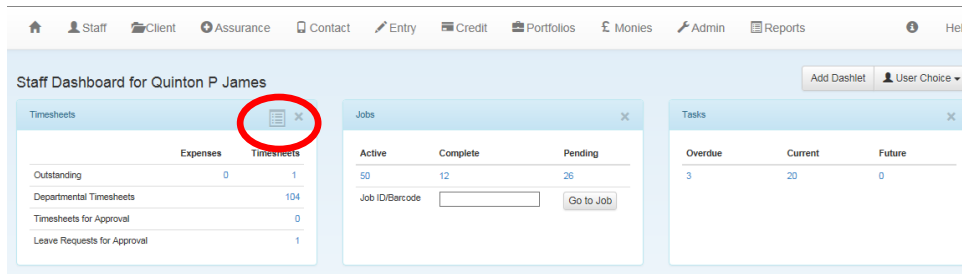 Staff Client Assurance Contact Entry Credit Portfolios £ Monies Admin Reports
Staff Dashboard for Quinton P James
Add Dashlet User Choice
Timesheets
Expenses Timesheets
Outstanding 0 1
Departmental Timesheets 104
Timesheets for Approval 0
Leave Requests for Approval 1
Jobs
Active Complete Pending
50 12 26
Job ID/Barcode Go to Job
Tasks
Overdue Current Future
3 20 0